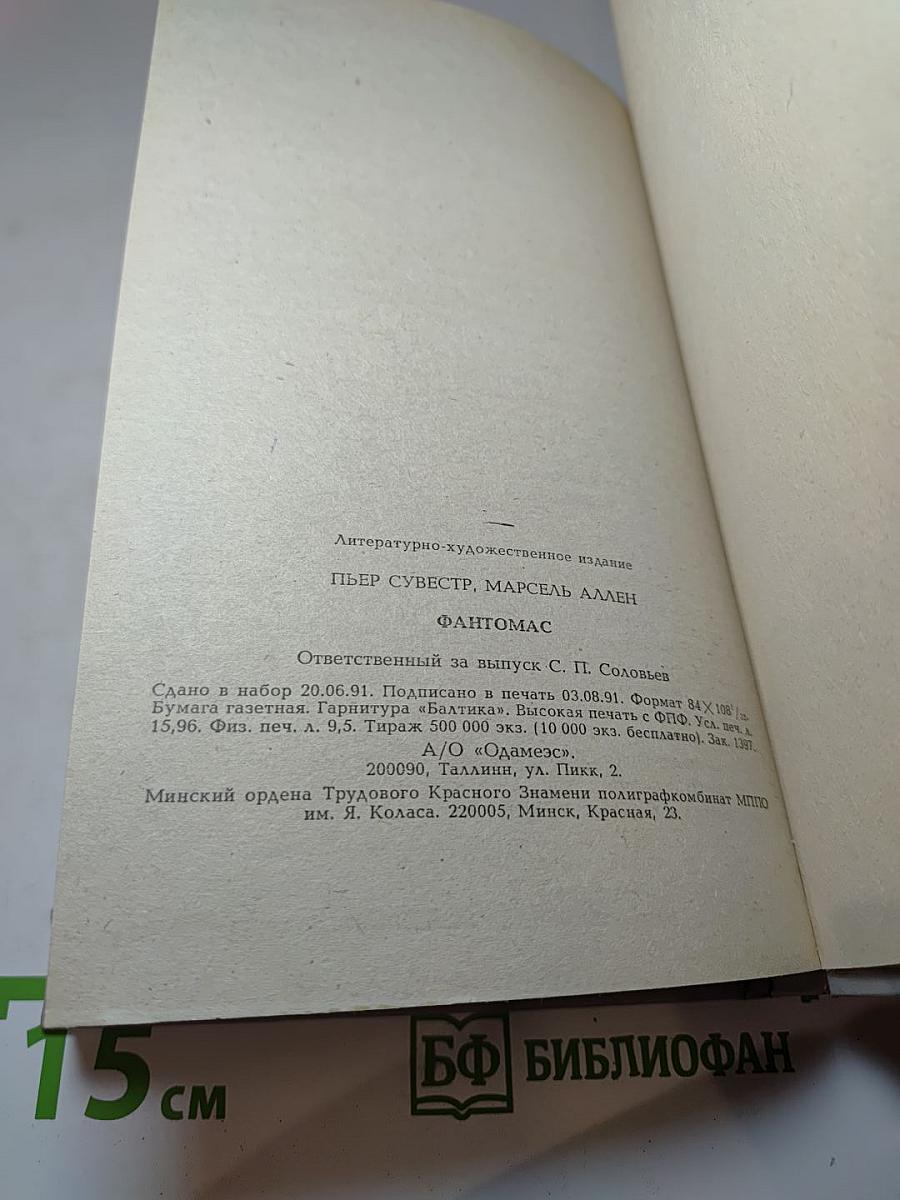 Литературно-художественное издание
ПЬЕР СУВЕСТР, МАРСЕЛЬ АЛЛЕН
ФАНТОМАС
Ответственный за выпуск С. П. Соловьев
Сдано в набор 20.06.91. Подписано в печать 03.08.91. Формат 84×108¹/₃₂.
Бумага газетная. Гарнитура «Балтика». Высокая печать с ФПФ. Усл. печ. л.
15,96. Физ. печ. л. 9,5. Тираж 500 000 экз. (10 000 экз. бесплатно). Зак. 1397.
А/О «Одамеэс».
200090, Таллинн, ул. Пикк, 2.
Минский ордена Трудового Красного Знамени полиграфкомбинат МППО
им. Я. Коласа. 220005, Минск, Красная, 23.
15 см
БФ БИБЛИОФАН